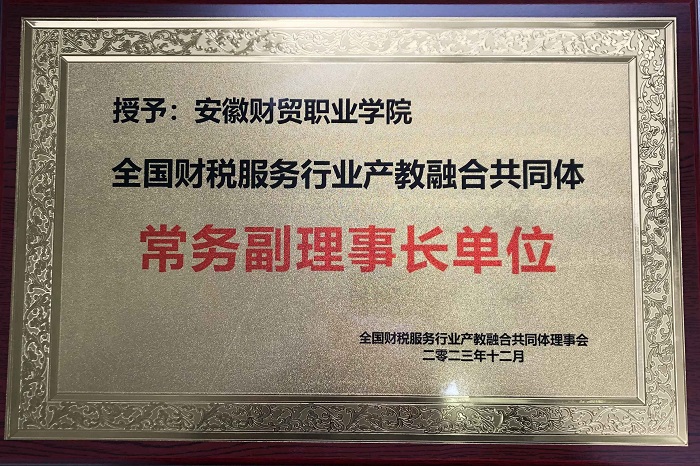 授予：安徽财贸职业学院
全国财税服务行业产教融合共同体
常务副理事长单位
全国财税服务行业产教融合共同体理事会
二零二三年十二月